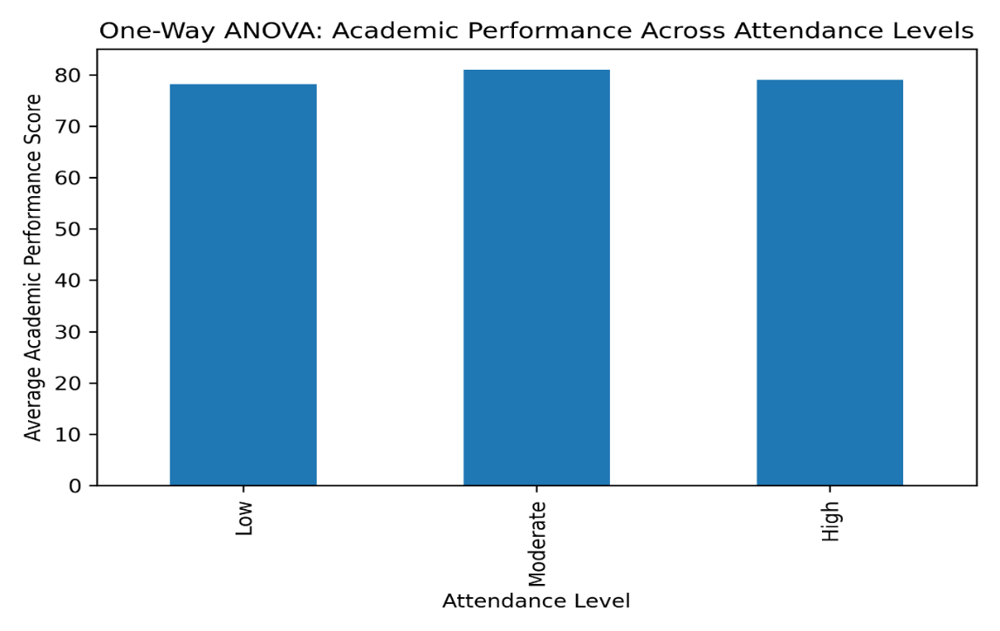 One-Way ANOVA: Academic Performance Across Attendance Levels
Average Academic Performance Score
80
70
60
50
40
30
20
10
0
Low
Moderate
High
Attendance Level